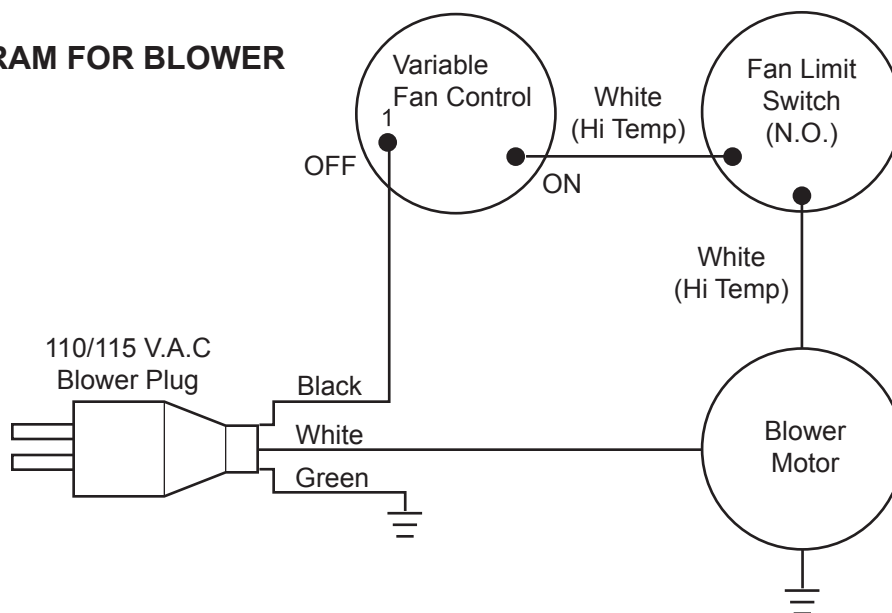 RAM FOR BLOWER
Variable
Fan Control
1
OFF
ON
White
(Hi Temp)
Fan Limit
Switch
(N.O.)
White
(Hi Temp)
110/115 V.A.C
Blower Plug
Black
White
Green
Blower
Motor